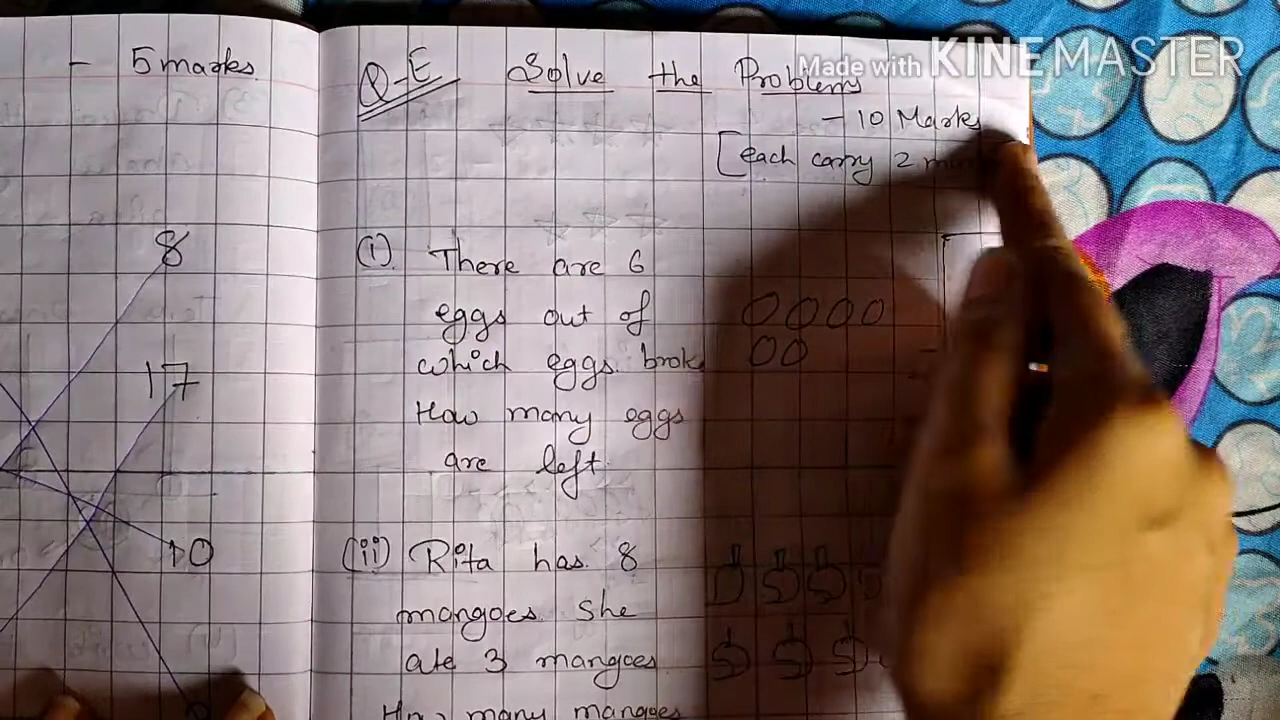 - 5 marks.
8
17
10
Q-E Solve the Problems
- 10 Marks
[each carry 2
(i). There are 6
eggs out of
which eggs. broke
How many eggs
are left.
(ii) Rita has 8
mangoes. She
ate 3 mangoes
How many mangoes
Made with KINEMASTER